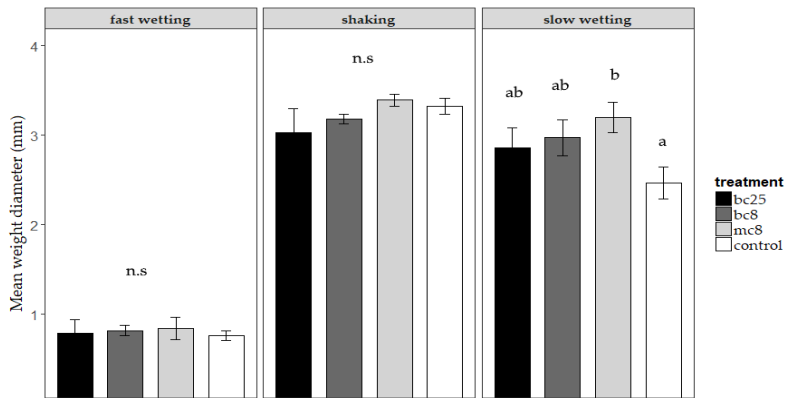 fast wetting
shaking
slow wetting
Mean weight diameter (mm)
4
3
2
1
n.s
n.s
ab
ab
b
a
treatment
bc25
bc8
mc8
control